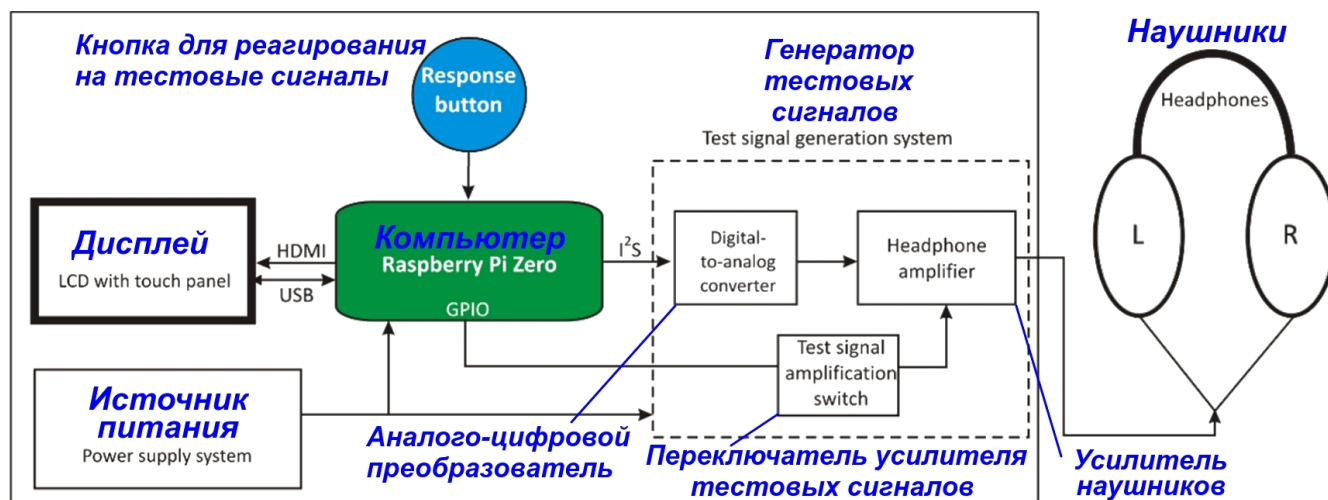 Кнопка для реагирования
на тестовые сигналы
Response
button
Генератор
тестовых
сигналов
Test signal generation system
Наушники
Headphones
L
R
Дисплей
LCD with touch panel
HDMI
USB
Компьютер
Raspberry Pi Zero
GPIO
I²S
Digital-
to-analog
converter
Headphone
amplifier
Test signal
amplification
switch
Источник
питания
Power supply system
Аналого-цифровой
преобразователь
Переключатель усилителя
тестовых сигналов
Усилитель
наушников